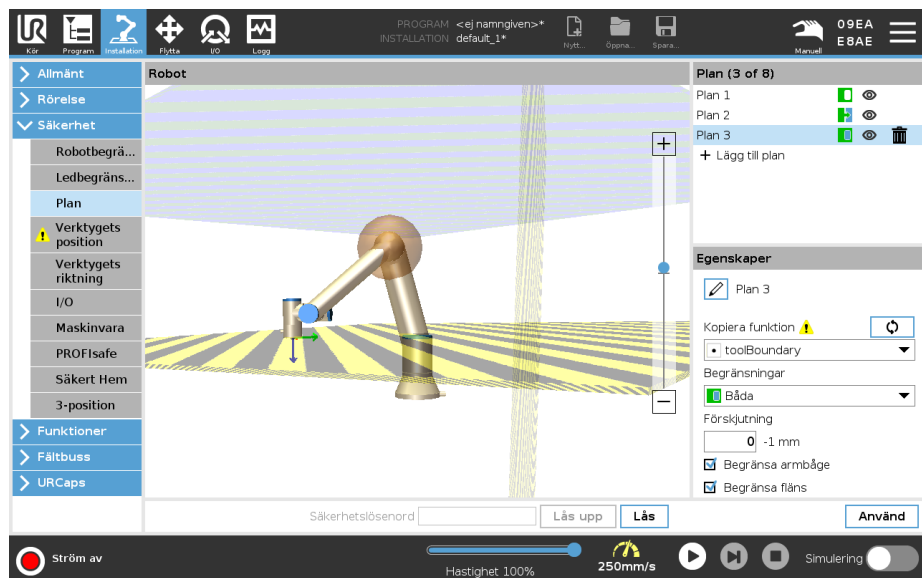 PROGRAM <ej namngiven>*
INSTALLATION default_1*
Kör
Program
Installation
Flytta
I/O
Logg
Nytt...
Öppna...
Spara...
Manuell
09EA
E8AE
Allmänt
Rörelse
Säkerhet
Robotbegrä...
Ledbegräns...
Plan
Verktygets
position
Verktygets
riktning
I/O
Maskinvara
PROFIsafe
Säkert Hem
3-position
Funktioner
Fältbuss
URCaps
Robot
Plan (3 of 8)
Plan 1
Plan 2
Plan 3
+ Lägg till plan
Egenskaper
Plan 3
Kopiera funktion
toolBoundary
Begränsningar
Båda
Förskjutning
0 -1 mm
Begränsa armbåge
Begränsa fläns
Säkerhetslösenord
Lås upp
Lås
Använd
Ström av
Hastighet 100%
250mm/s
Simulering